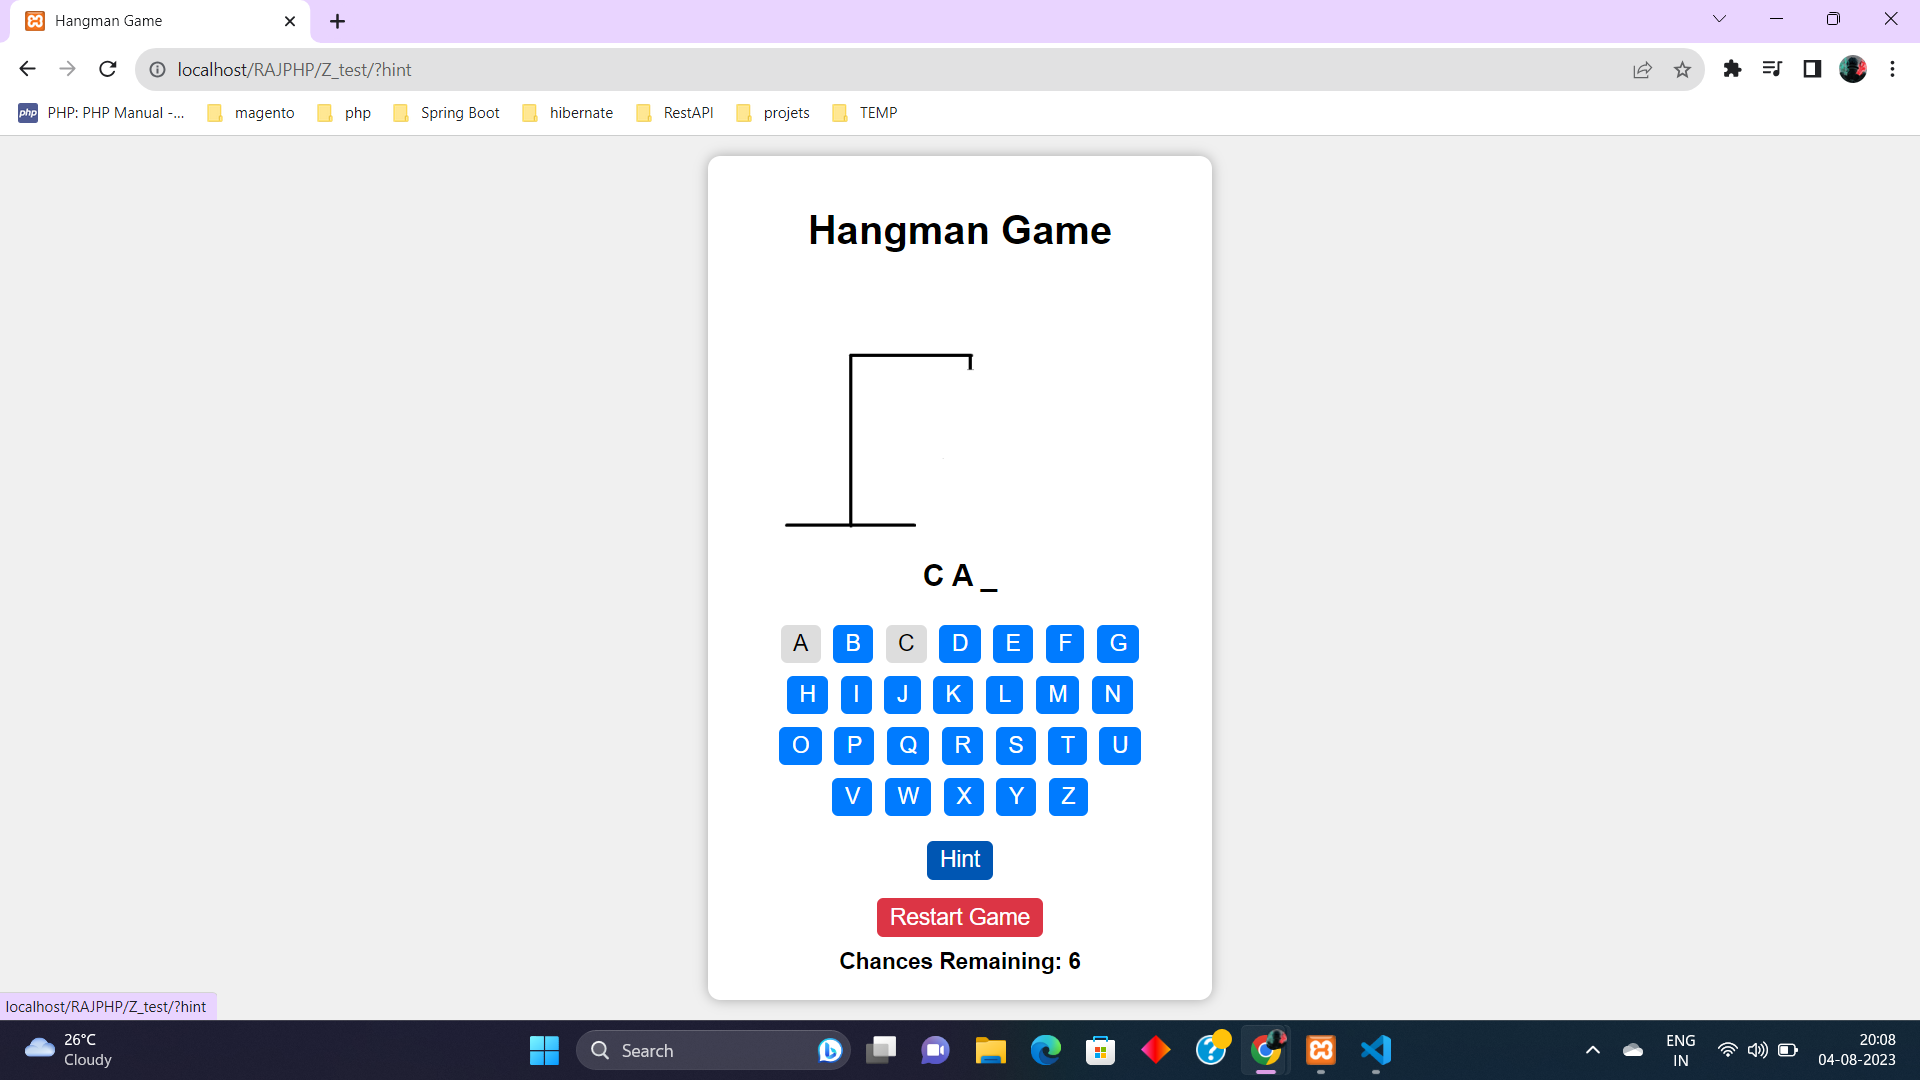 Hangman Game
localhost/RAJPHP/Z_test/?hint
php PHP: PHP Manual -... magento php Spring Boot hibernate RestAPI projets TEMP
Hangman Game
C A _
A B C D E F G
H I J K L M N
O P Q R S T U
V W X Y Z
Hint
Restart Game
Chances Remaining: 6
localhost/RAJPHP/Z_test/?hint
26°C
Cloudy
Search
ENG
IN
20:08
04-08-2023